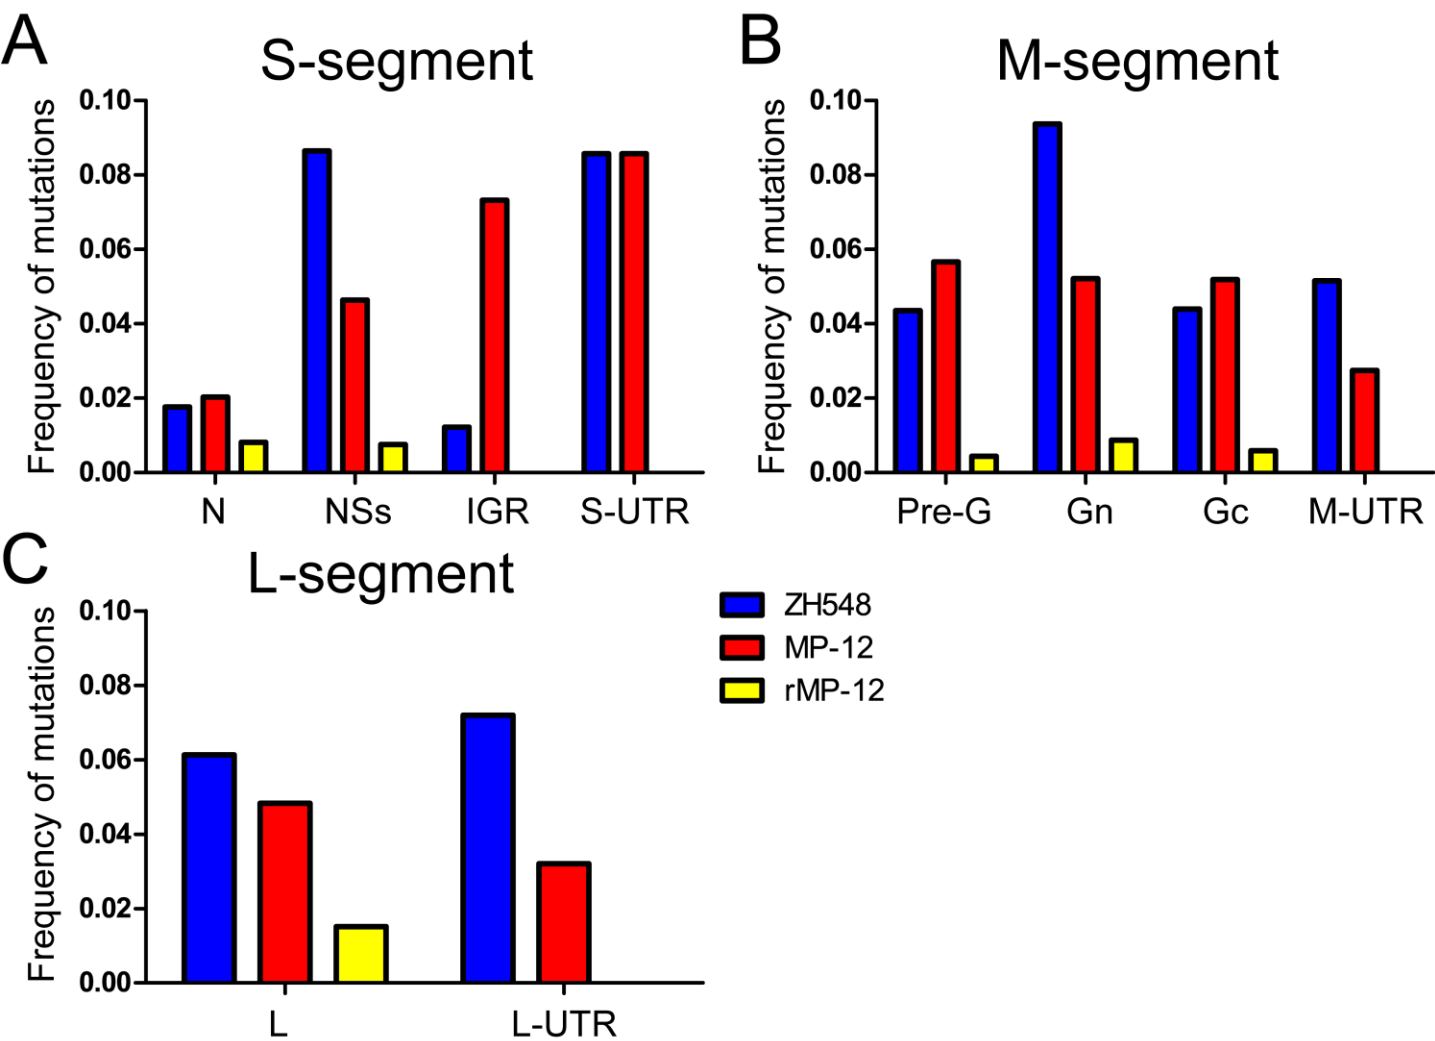 A
S-segment
Frequency of mutations
0.10
0.08
0.06
0.04
0.02
0.00
N NSs IGR S-UTR
B
M-segment
Frequency of mutations
0.10
0.08
0.06
0.04
0.02
0.00
Pre-G Gn Gc M-UTR
C
L-segment
Frequency of mutations
0.10
0.08
0.06
0.04
0.02
0.00
L L-UTR
ZH548
MP-12
rMP-12